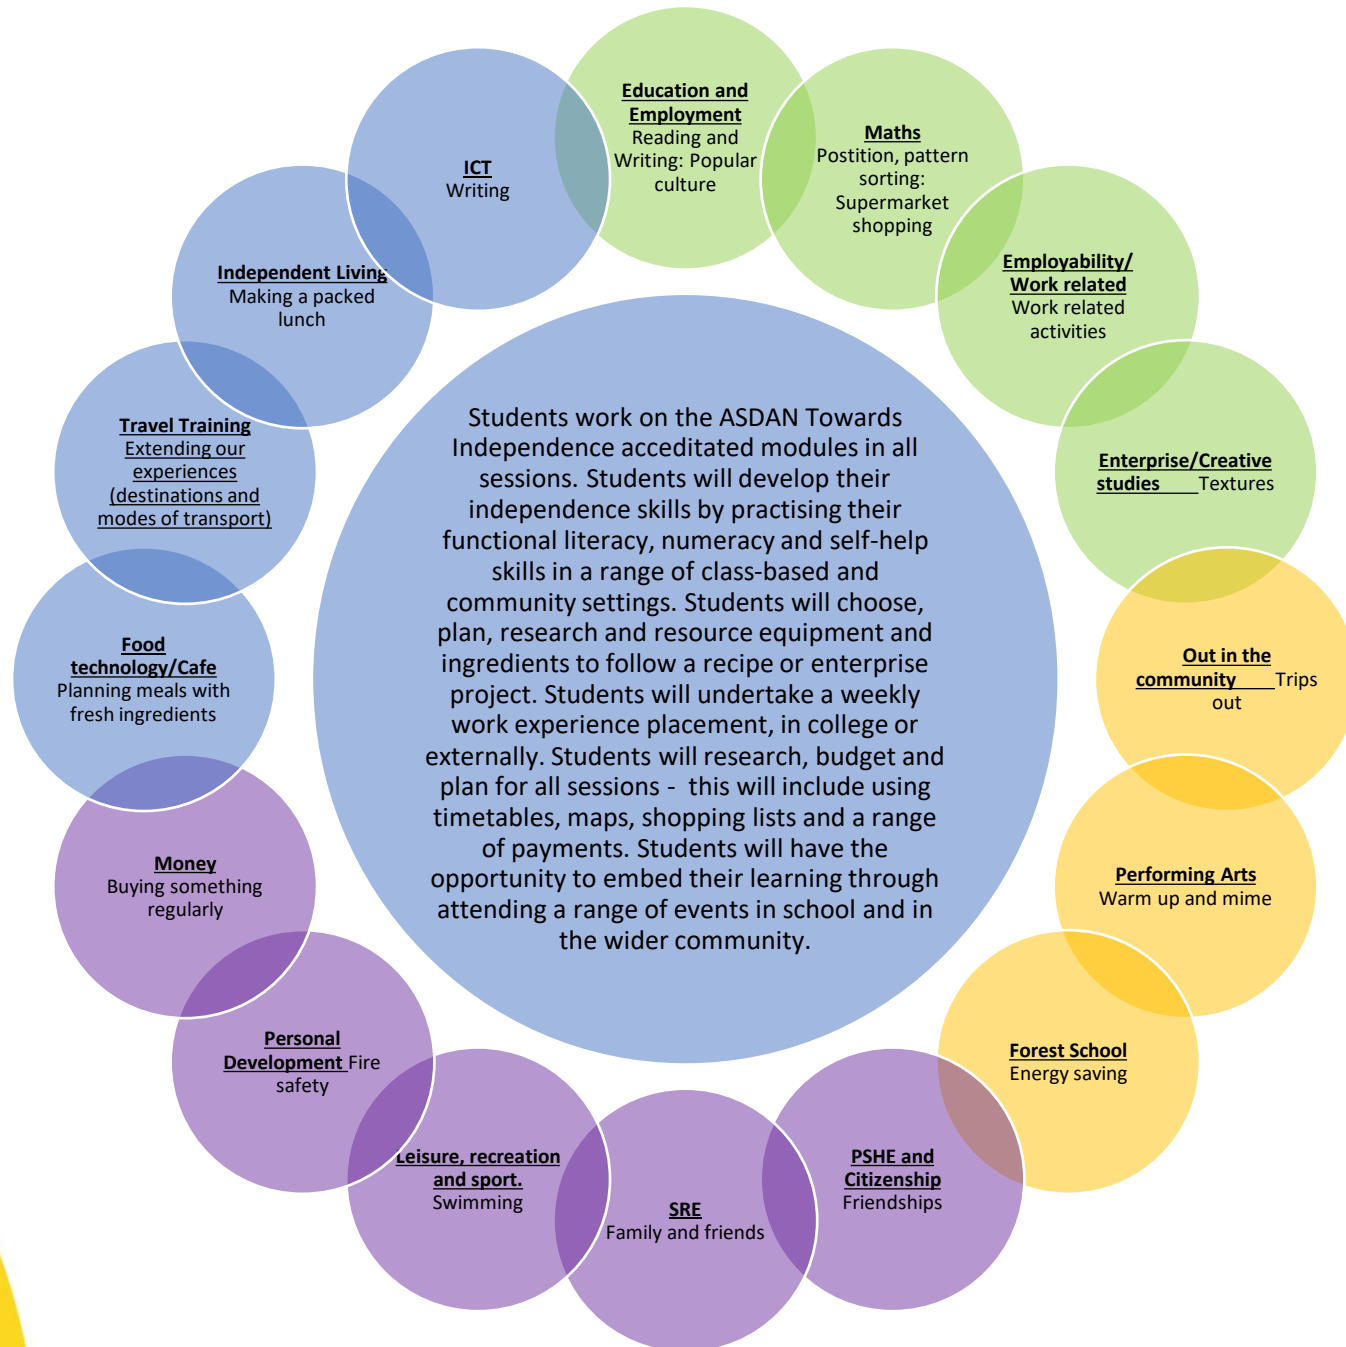 Education and
Employment
Reading and
Writing: Popular
culture
Maths
Postition, pattern
sorting:
Supermarket
shopping
Employability/
Work related
Work related
activities
Enterprise/Creative
studies Textures
Out in the
community Trips
out
Performing Arts
Warm up and mime
Forest School
Energy saving
PSHE and
Citizenship
Friendships
SRE
Family and friends
Leisure, recreation
and sport.
Swimming
Personal
Development Fire
safety
Money
Buying something
regularly
Food
technology/Cafe
Planning meals with
fresh ingredients
Travel Training
Extending our
experiences
(destinations and
modes of transport)
Independent Living
Making a packed
lunch
ICT
Writing
Students work on the ASDAN Towards
Independence acceditated modules in all
sessions. Students will develop their
independence skills by practising their
functional literacy, numeracy and self-help
skills in a range of class-based and
community settings. Students will choose,
plan, research and resource equipment and
ingredients to follow a recipe or enterprise
project. Students will undertake a weekly
work experience placement, in college or
externally. Students will research, budget and
plan for all sessions - this will include using
timetables, maps, shopping lists and a range
of payments. Students will have the
opportunity to embed their learning through
attending a range of events in school and in
the wider community.